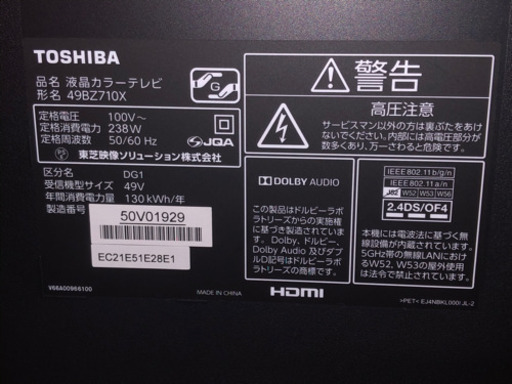 TOSHIBA
品名 液晶カラーテレビ
形名 49BZ710X
G
定格電圧 100V～
定格消費電力 238W
定格周波数 50/60 Hz
JQA
東芝映像ソリューション株式会社
区分名 DG1
受信機型サイズ 49V
年間消費電力量 130 kWh/年
製造番号
50V01929
EC21E51E28E1
V68A00966100
MADE IN CHINA
HDMI
警告
高圧注意
サービスマン以外の方は裏ぶたをあけ
ないでください。内部には高電圧部分が
数多くあり、万一さわると危険です。
DOLBY AUDIO
この製品はドルビーラボ
ラトリーズからの実施権
に基づき製造されていま
す。Dolby、ドルビー、
Dolby Audio 及びダブ
ルD記号はドルビーラボ
ラトリーズの商標です。
IEEE802.11b/g/n
IEEE802.11a/n
J52 W52 W53 W56
2.4DS/OF4
本機には電波法に基づく無
線設備が内蔵されています。
5GHz帯の無線LANにおけ
るW52、W53の屋外使用
は法令で禁止されています。
>PET< EJ4NBKL0001JL-2